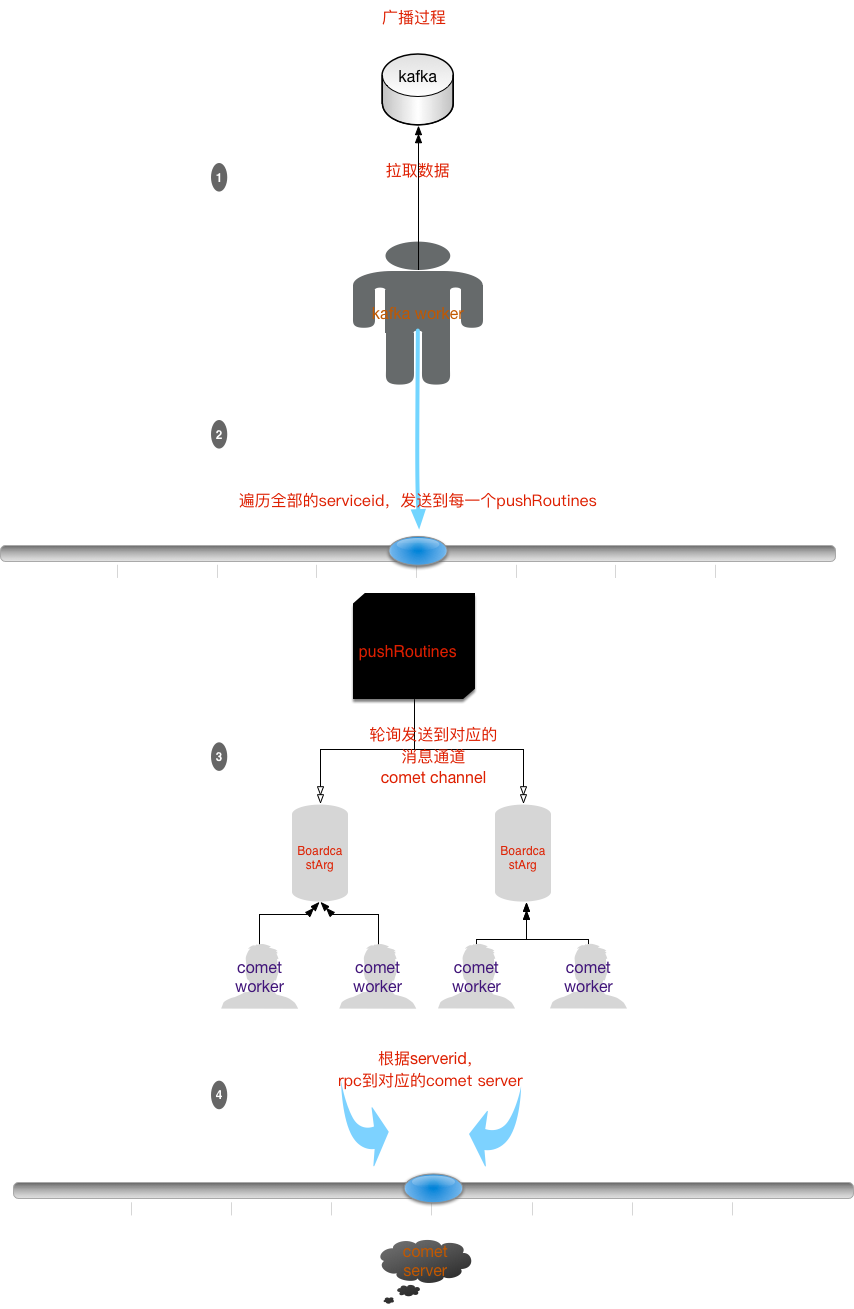 广播过程
kafka
1
拉取数据
kafka worker
2
遍历全部的serviceid，发送到每一个pushRoutines
pushRoutines
3
轮询发送到对应的
消息通道
comet channel
Boardca
stArg
Boardca
stArg
comet
worker
comet
worker
comet
worker
comet
worker
根据serverid，
rpc到对应的comet server
4
comet
server